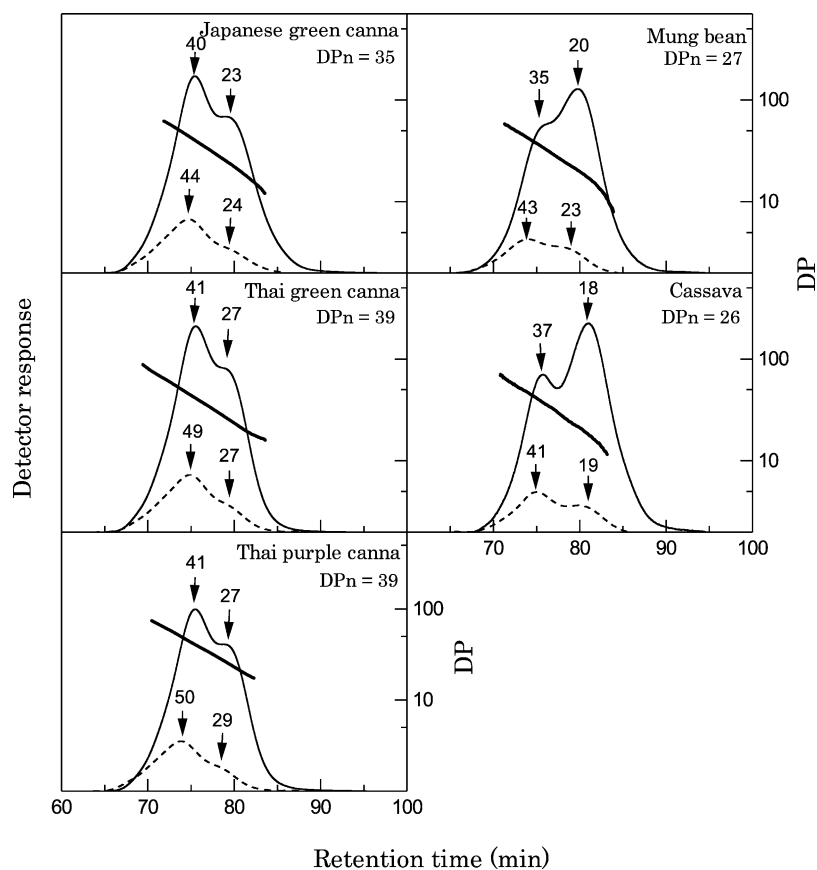 Japanese green canna
DPn = 35
40
23
44
24
Mung bean
DPn = 27
20
35
43
23
100
10
DP
Detector response
Thai green canna
DPn = 39
41
27
49
27
Cassava
DPn = 26
18
37
41
19
100
10
70 80 90 100
Thai purple canna
DPn = 39
41
27
50
29
100
10
DP
60 70 80 90 100
Retention time (min)